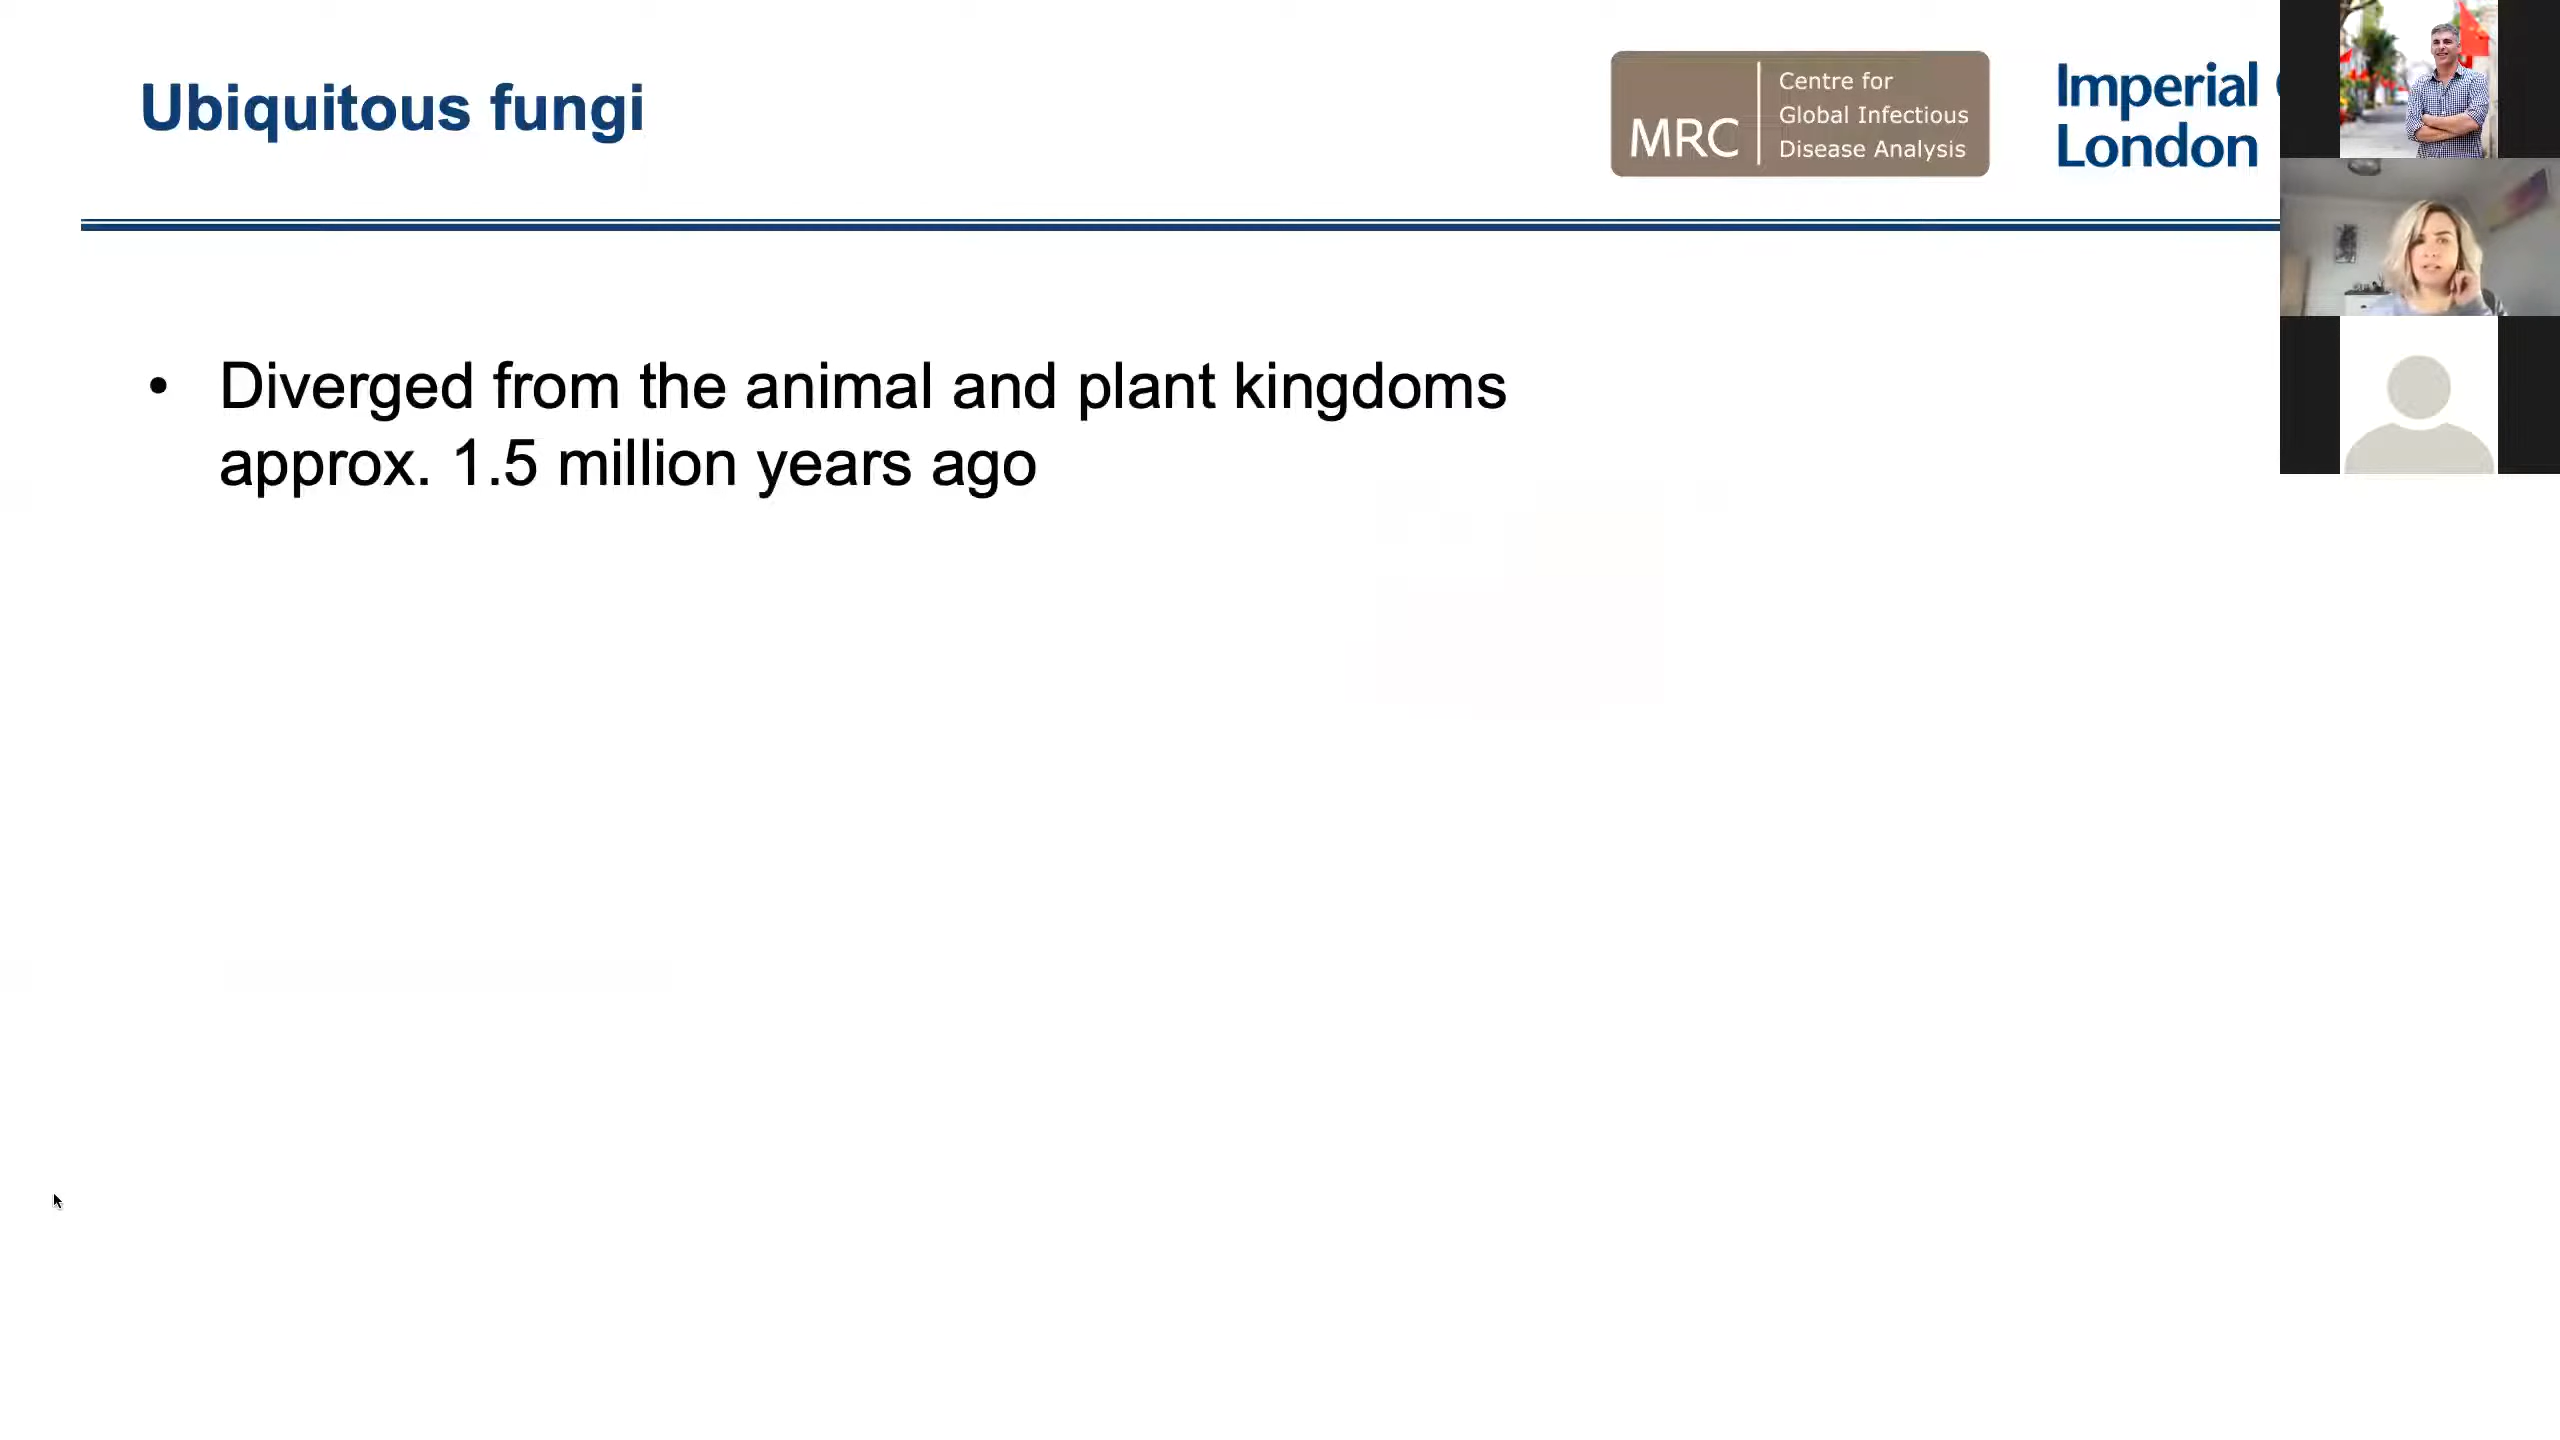 Ubiquitous fungi
MRC
Centre for
Global Infectious
Disease Analysis
Imperial
London
• Diverged from the animal and plant kingdoms
approx. 1.5 million years ago